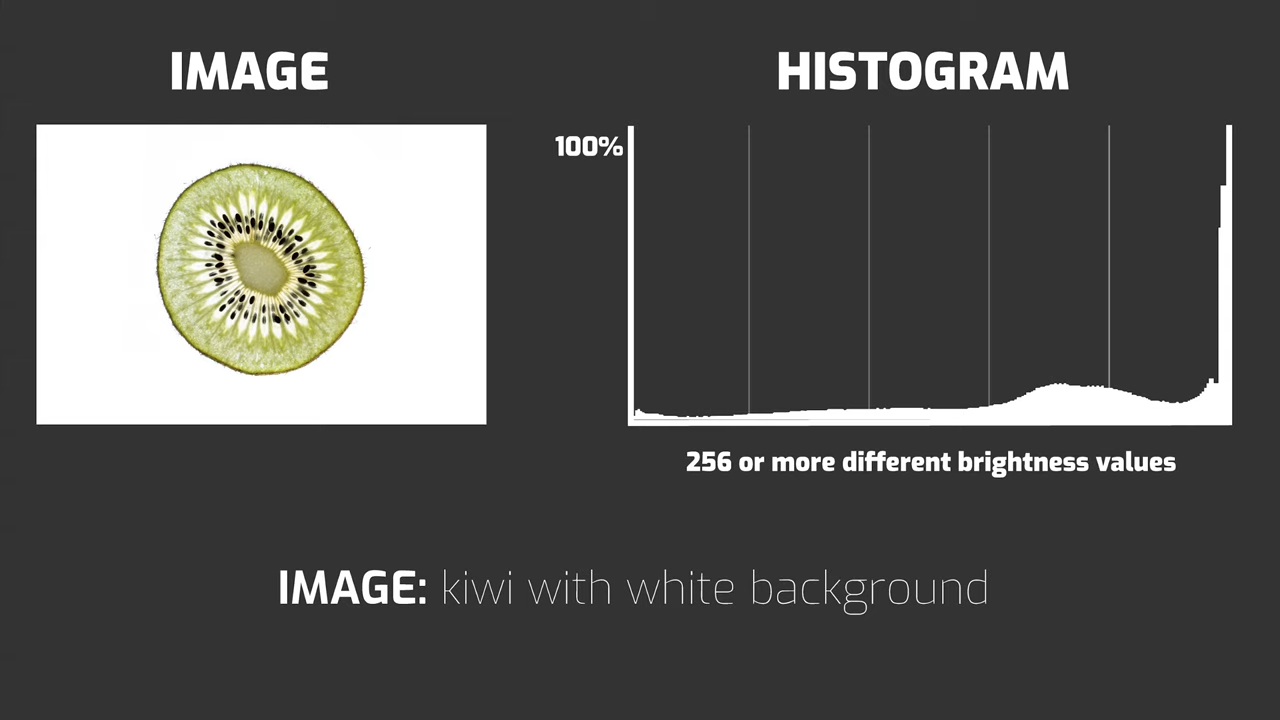 IMAGE
HISTOGRAM
100%
256 or more different brightness values
IMAGE: kiwi with white background